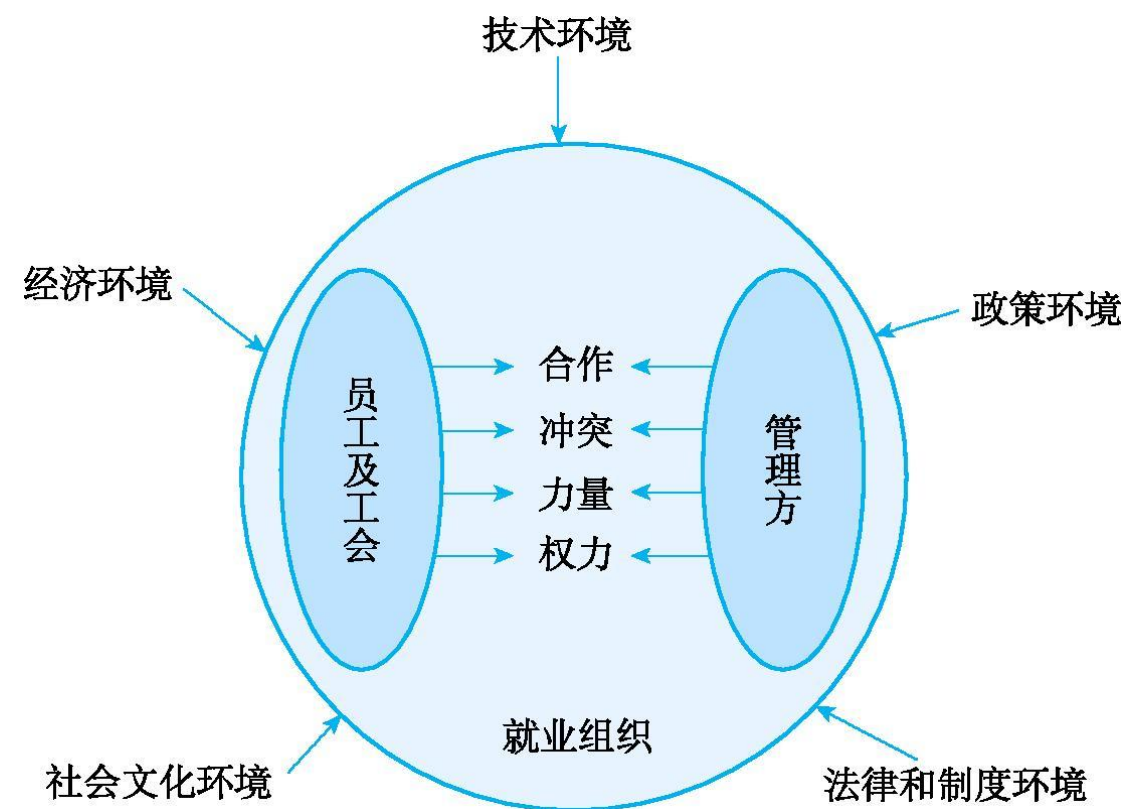 技术环境
经济环境
政策环境
员工及工会
合作
冲突
力量
权力
管理方
就业组织
社会文化环境
法律和制度环境